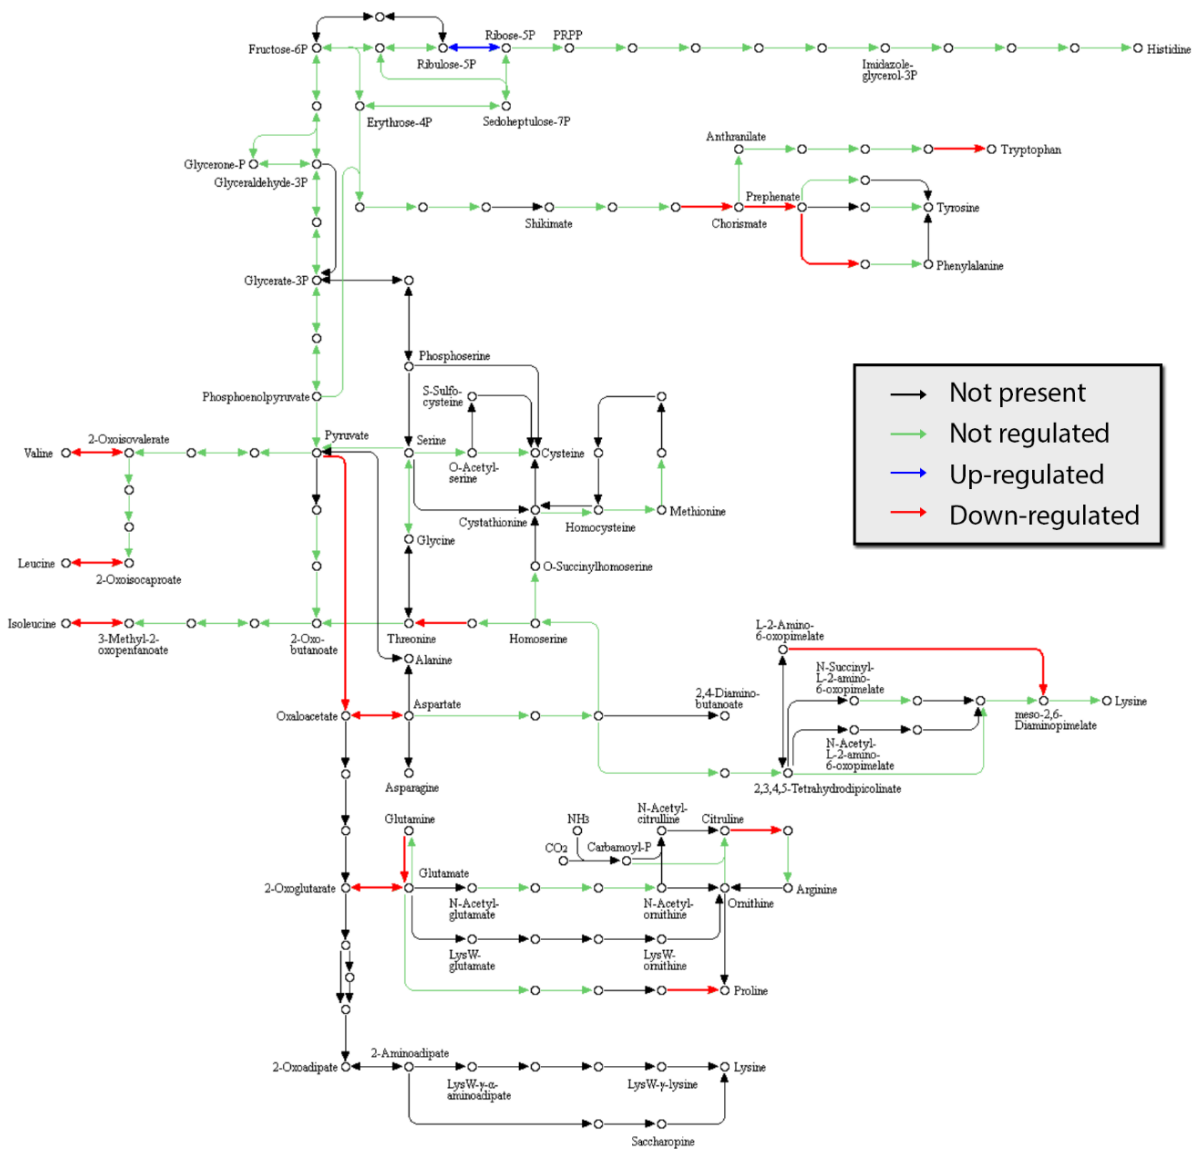 Fructose-6P
Ribulose-5P
Ribose-5P
PRPP
Imidazole-
glycerol-3P
Histidine
Erythrose-4P
Sedoheptulose-7P
Glycerone-P
Glyceraldehyde-3P
Anthranilate
Tryptophan
Prephenate
Shikimate
Chorismate
Tyrosine
Phenylalanine
Glycerate-3P
Phosphoserine
Phosphoenolpyruvate
S-Sulfo-
cysteine
Not present
Not regulated
Up-regulated
Down-regulated
Valine
2-Oxoisovalerate
Pyruvate
Serine
O-Acetyl-
serine
Cysteine
Cystathionine
Homocysteine
Methionine
Glycine
Leucine
2-Oxoisocaproate
O-Succinylhomoserine
Isoleucine
3-Methyl-2-
oxopenfanoate
2-Oxo-
butanoate
Threonine
Homoserine
Alanine
L-2-Amino-
6-oxopimelate
N-Succinyl-
L-2-amino-
6-oxopimelate
Oxaloacetate
Aspartate
2,4-Diamino-
butanoate
meso-2,6-
Diaminopimelate
Lysine
N-Acetyl-
L-2-amino-
6-oxopimelate
Asparagine
2,3,4,5-Tetrahydrodipicolinate
Glutamine
NH3
N-Acetyl-
citrulline
Citruline
CO2
Carbamoyl-P
2-Oxoglutarate
Glutamate
N-Acetyl-
glutamate
N-Acetyl-
ornithine
Ornithine
Arginine
LysW-
glutamate
LysW-
ornithine
Proline
2-Oxoadipate
2-Aminoadipate
LysW-γ-α-
aminoadipate
LysW-γ-lysine
Lysine
Saccharopine